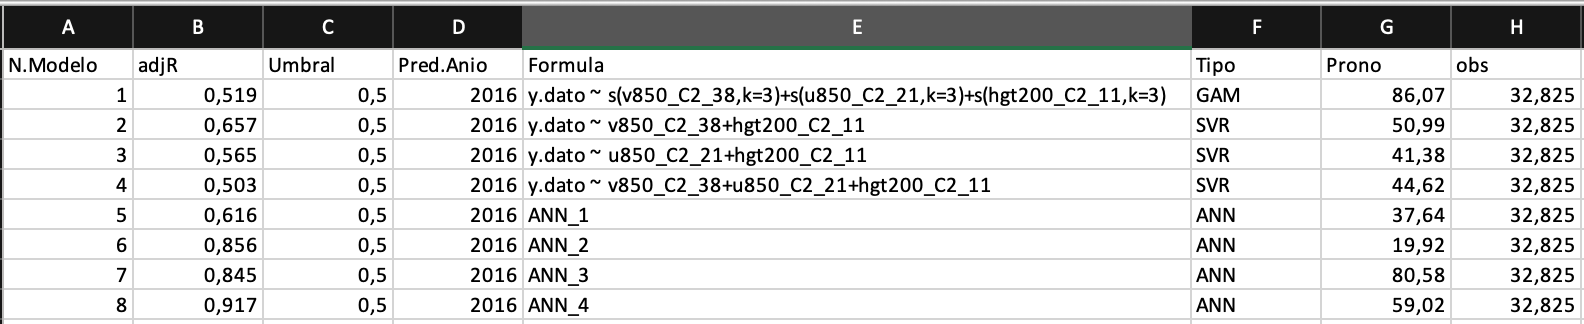 A B C D E F G H
N.Modelo adjR Umbral Pred.Anio Formula Tipo Prono obs
1 0,519 0,5 2016 y.dato ~ s(v850_C2_38,k=3)+s(u850_C2_21,k=3)+s(hgt200_C2_11,k=3) GAM 86,07 32,825
2 0,657 0,5 2016 y.dato ~ v850_C2_38+hgt200_C2_11 SVR 50,99 32,825
3 0,565 0,5 2016 y.dato ~ u850_C2_21+hgt200_C2_11 SVR 41,38 32,825
4 0,503 0,5 2016 y.dato ~ v850_C2_38+u850_C2_21+hgt200_C2_11 SVR 44,62 32,825
5 0,616 0,5 2016 ANN_1 ANN 37,64 32,825
6 0,856 0,5 2016 ANN_2 ANN 19,92 32,825
7 0,845 0,5 2016 ANN_3 ANN 80,58 32,825
8 0,917 0,5 2016 ANN_4 ANN 59,02 32,825